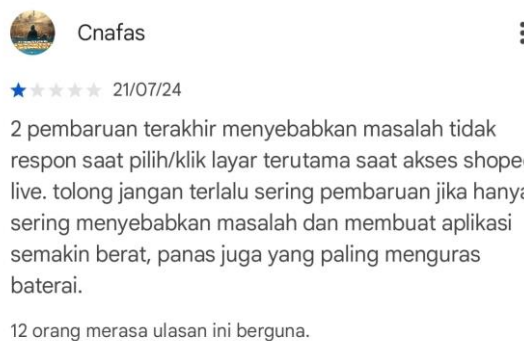 Cnafas
21/07/24
2 pembaruan terakhir menyebabkan masalah tidak
respon saat pilih/klik layar terutama saat akses shope
live. tolong jangan terlalu sering pembaruan jika hanya
sering menyebabkan masalah dan membuat aplikasi
semakin berat, panas juga yang paling menguras
baterai.
12 orang merasa ulasan ini berguna.